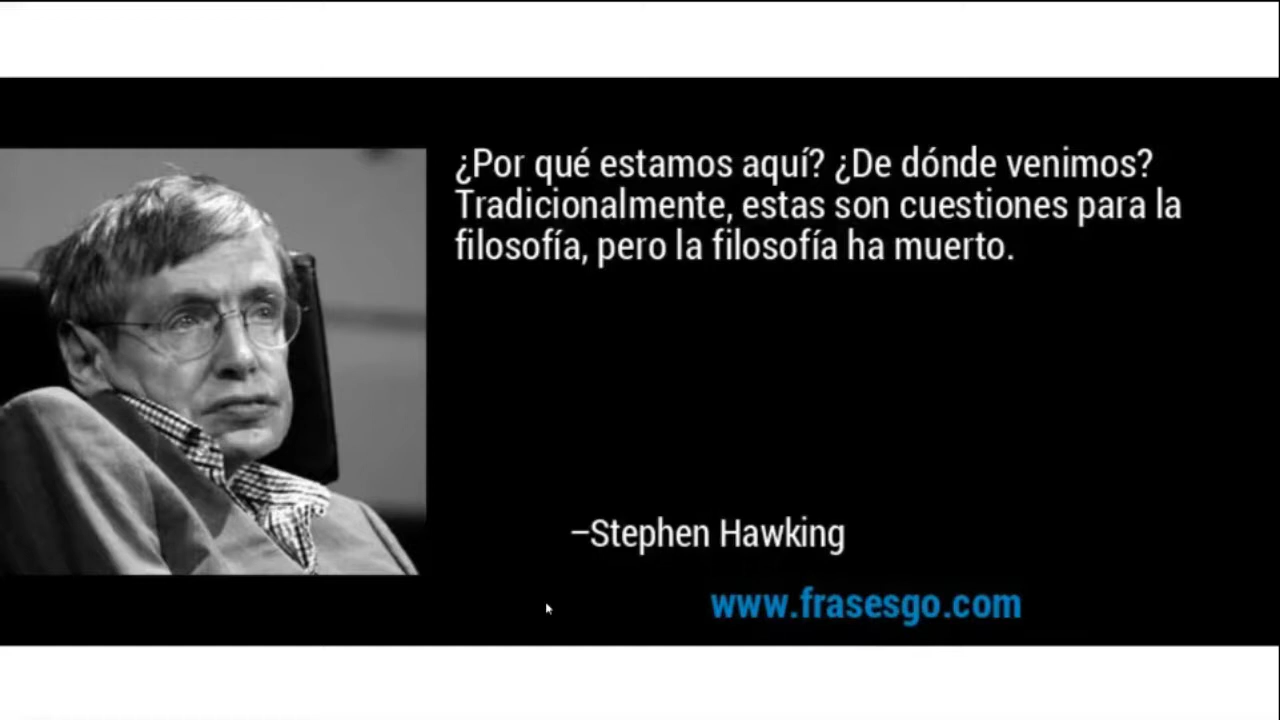 ¿Por qué estamos aquí? ¿De dónde venimos?
Tradicionalmente, estas son cuestiones para la
filosofía, pero la filosofía ha muerto.
–Stephen Hawking
www.frasesgo.com